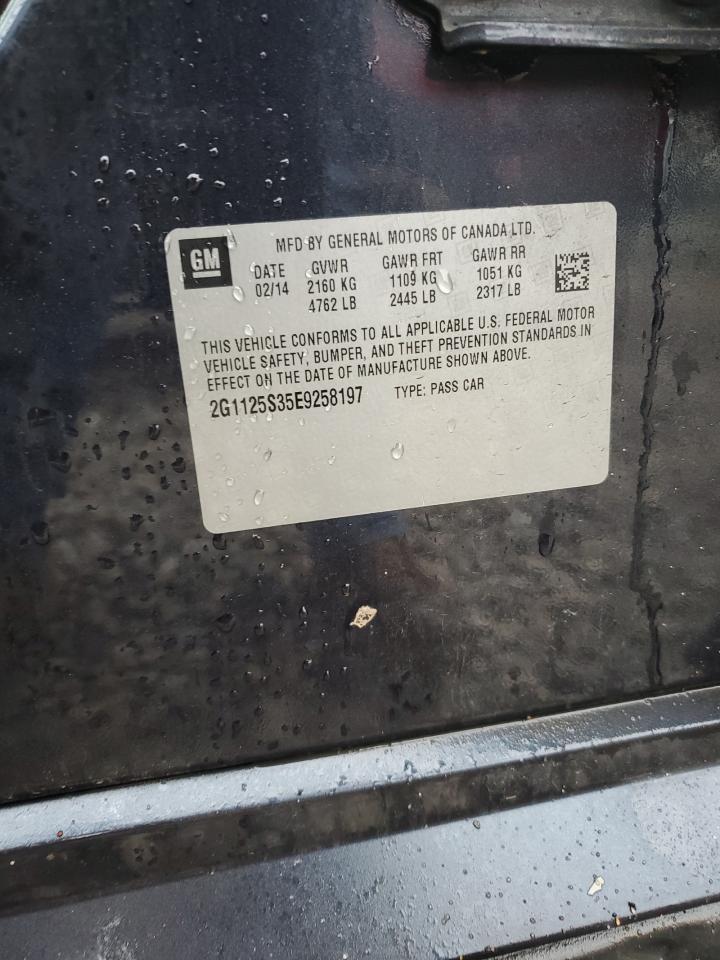 GM
MFD BY GENERAL MOTORS OF CANADA LTD.
DATE GVWR GAWR FRT GAWR RR
02/14 2160 KG 1109 KG 1051 KG
4762 LB 2445 LB 2317 LB
THIS VEHICLE CONFORMS TO ALL APPLICABLE U.S. FEDERAL MOTOR
VEHICLE SAFETY, BUMPER, AND THEFT PREVENTION STANDARDS IN
EFFECT ON THE DATE OF MANUFACTURE SHOWN ABOVE.
2G1125S35E9258197 TYPE: PASS CAR